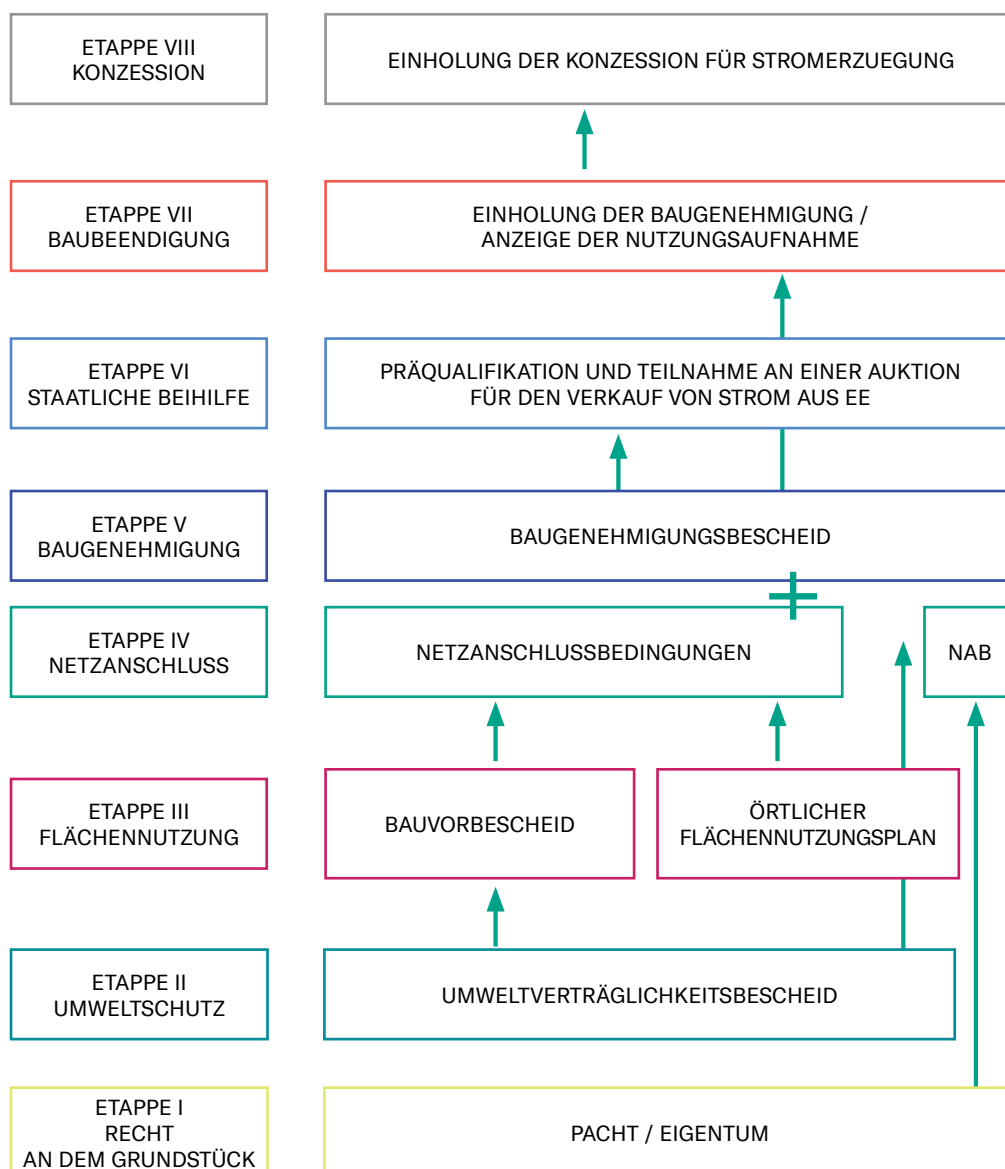 ETAPPE VIII
KONZESSION
EINHOLUNG DER KONZESSION FÜR STROMERZUEGUNG
ETAPPE VII
BAUBEENDIGUNG
EINHOLUNG DER BAUGENEHMIGUNG /
ANZEIGE DER NUTZUNGSAUFNAHME
ETAPPE VI
STAATLICHE BEIHILFE
PRÄQUALIFIKATION UND TEILNAHME AN EINER AUKTION
FÜR DEN VERKAUF VON STROM AUS EE
ETAPPE V
BAUGENEHMIGUNG
BAUGENEHMIGUNGSBESCHEID
ETAPPE IV
NETZANSCHLUSS
NETZANSCHLUSSBEDINGUNGEN
NAB
ETAPPE III
FLÄCHENNUTZUNG
BAUVORBESCHEID
ÖRTLICHER
FLÄCHENNUTZUNGSPLAN
ETAPPE II
UMWELTSCHUTZ
UMWELTVERTRÄGLICHKEITSBESCHEID
ETAPPE I
RECHT
AN DEM GRUNDSTÜCK
PACHT / EIGENTUM